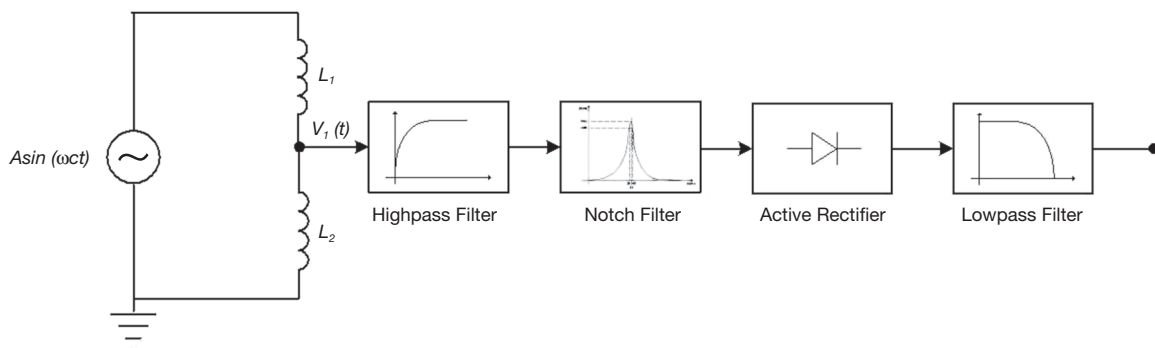 L1
V1 (t)
Asin (ωct)
L2
Highpass Filter
Notch Filter
Active Rectifier
Lowpass Filter